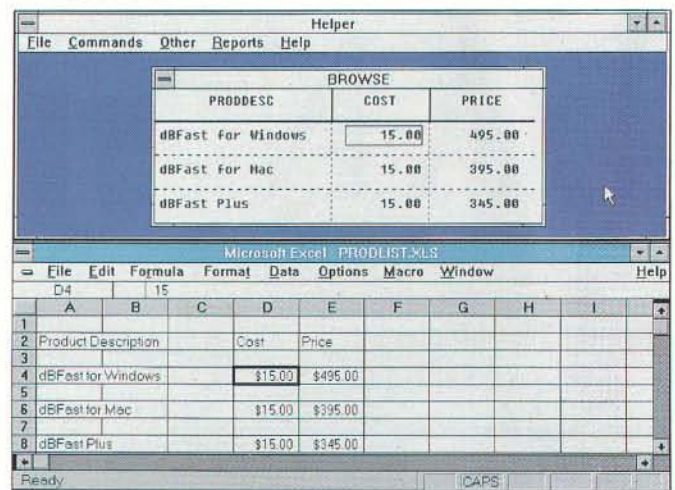 Helper
File Commands Other Reports Help
BROWSE
PRODDESC COST PRICE
dBFast for Windows 15.00 495.00
dBFast for Mac 15.00 395.00
dBFast Plus 15.00 345.00
Microsoft Excel - PRODLIST.XLS
File Edit Formula Format Data Options Macro Window Help
D4 15
A B C D E F G H I
1
2 Product Description Cost Price
3
4 dBFast for Windows $15.00 $495.00
5
6 dBFast for Mac $15.00 $395.00
7
8 dBFast Plus $15.00 $345.00
Ready CAPS